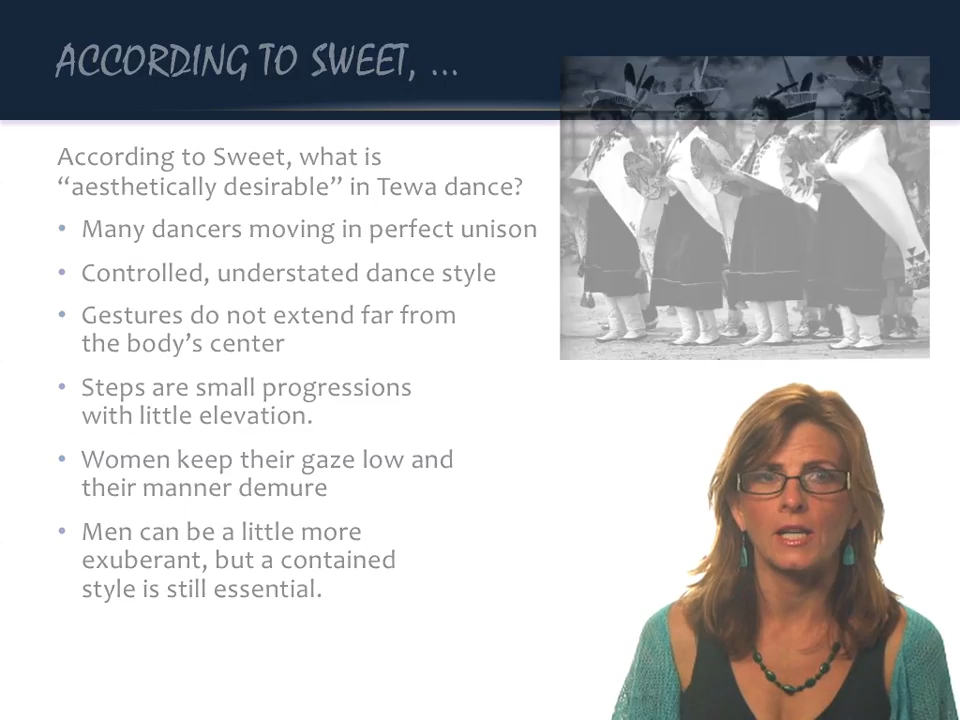 ACCORDING TO SWEET, ...
According to Sweet, what is
“aesthetically desirable” in Tewa dance?
• Many dancers moving in perfect unison
• Controlled, understated dance style
• Gestures do not extend far from
the body’s center
• Steps are small progressions
with little elevation.
• Women keep their gaze low and
their manner demure
• Men can be a little more
exuberant, but a contained
style is still essential.